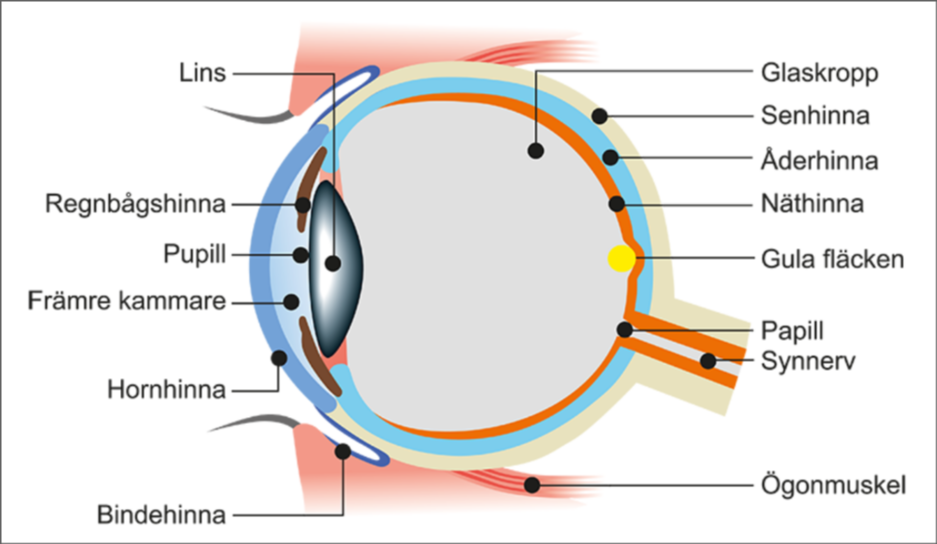 Lins
Regnbågshinna
Pupill
Främre kammare
Hornhinna
Bindehinna
Glaskropp
Senhinna
Åderhinna
Näthinna
Gula fläcken
Papill
Synnerv
Ögonmuskel